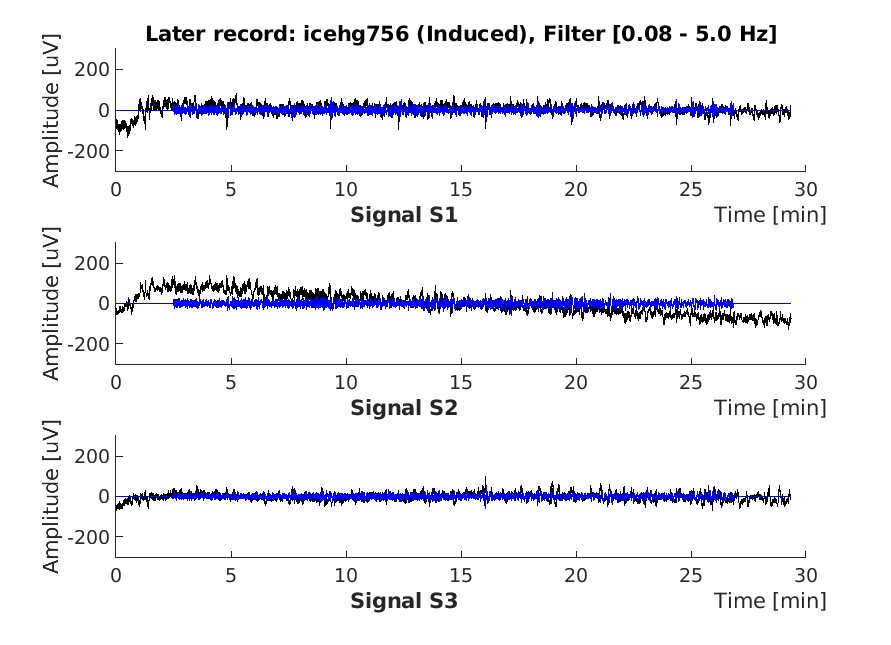 Later record: icehg756 (Induced), Filter [0.08 - 5.0 Hz]
Amplitude [uV]
200
0
-200
0 5 10 15 20 25 30
Signal S1 Time [min]
Amplitude [uV]
200
0
-200
0 5 10 15 20 25 30
Signal S2 Time [min]
Amplitude [uV]
200
0
-200
0 5 10 15 20 25 30
Signal S3 Time [min]